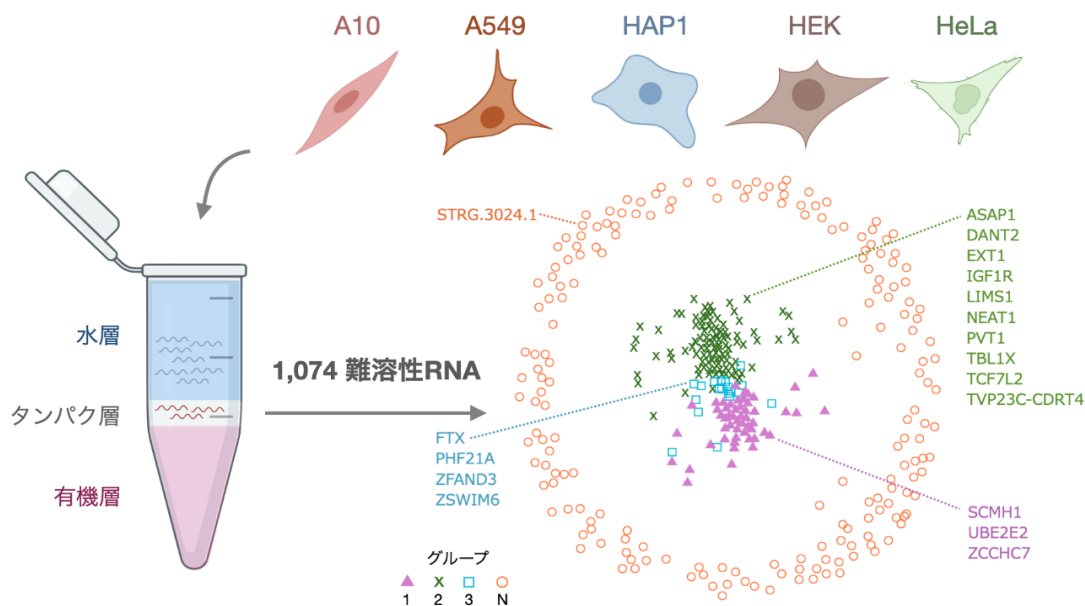 A10
A549
HAP1
HEK
HeLa
水層
タンパク層
有機層
1,074 難溶性RNA
STRG.3024.1
ASAP1
DANT2
EXT1
IGF1R
LIMS1
NEAT1
PVT1
TBL1X
TCF7L2
TVP23C-CDRT4
FTX
PHF21A
ZFAND3
ZSWIM6
SCMH1
UBE2E2
ZCCHC7
グループ
1 2 3 N